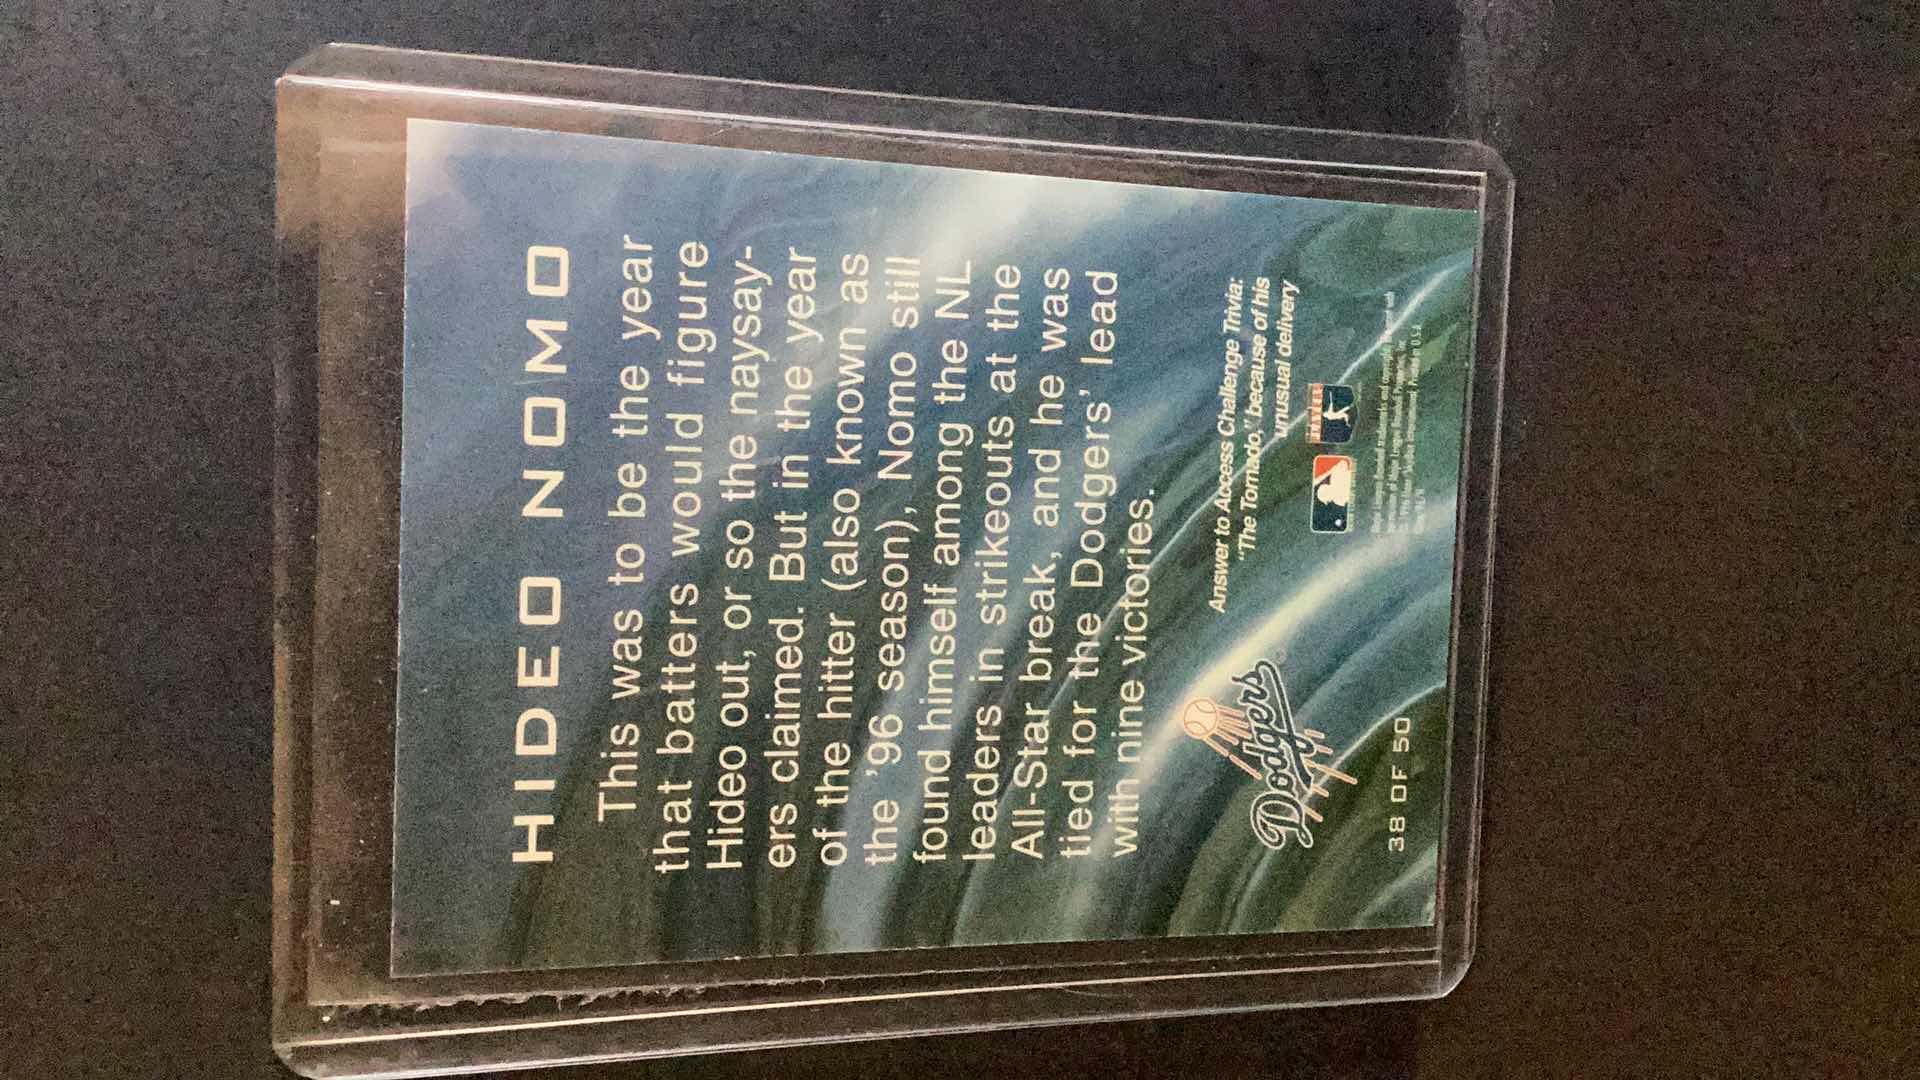 HIDEO NOMO
This was to be the year
that batters would figure
Hideo out, or so the naysay-
ers claimed. But in the year
of the hitter (also known as
the '96 season), Nomo still
found himself among the NL
leaders in strikeouts at the
All-Star break, and he was
tied for the Dodgers' lead
with nine victories.
Answer to Access Challenge Trivia:
"The Tornado," because of his
unusual delivery
Dodgers
38 OF 50